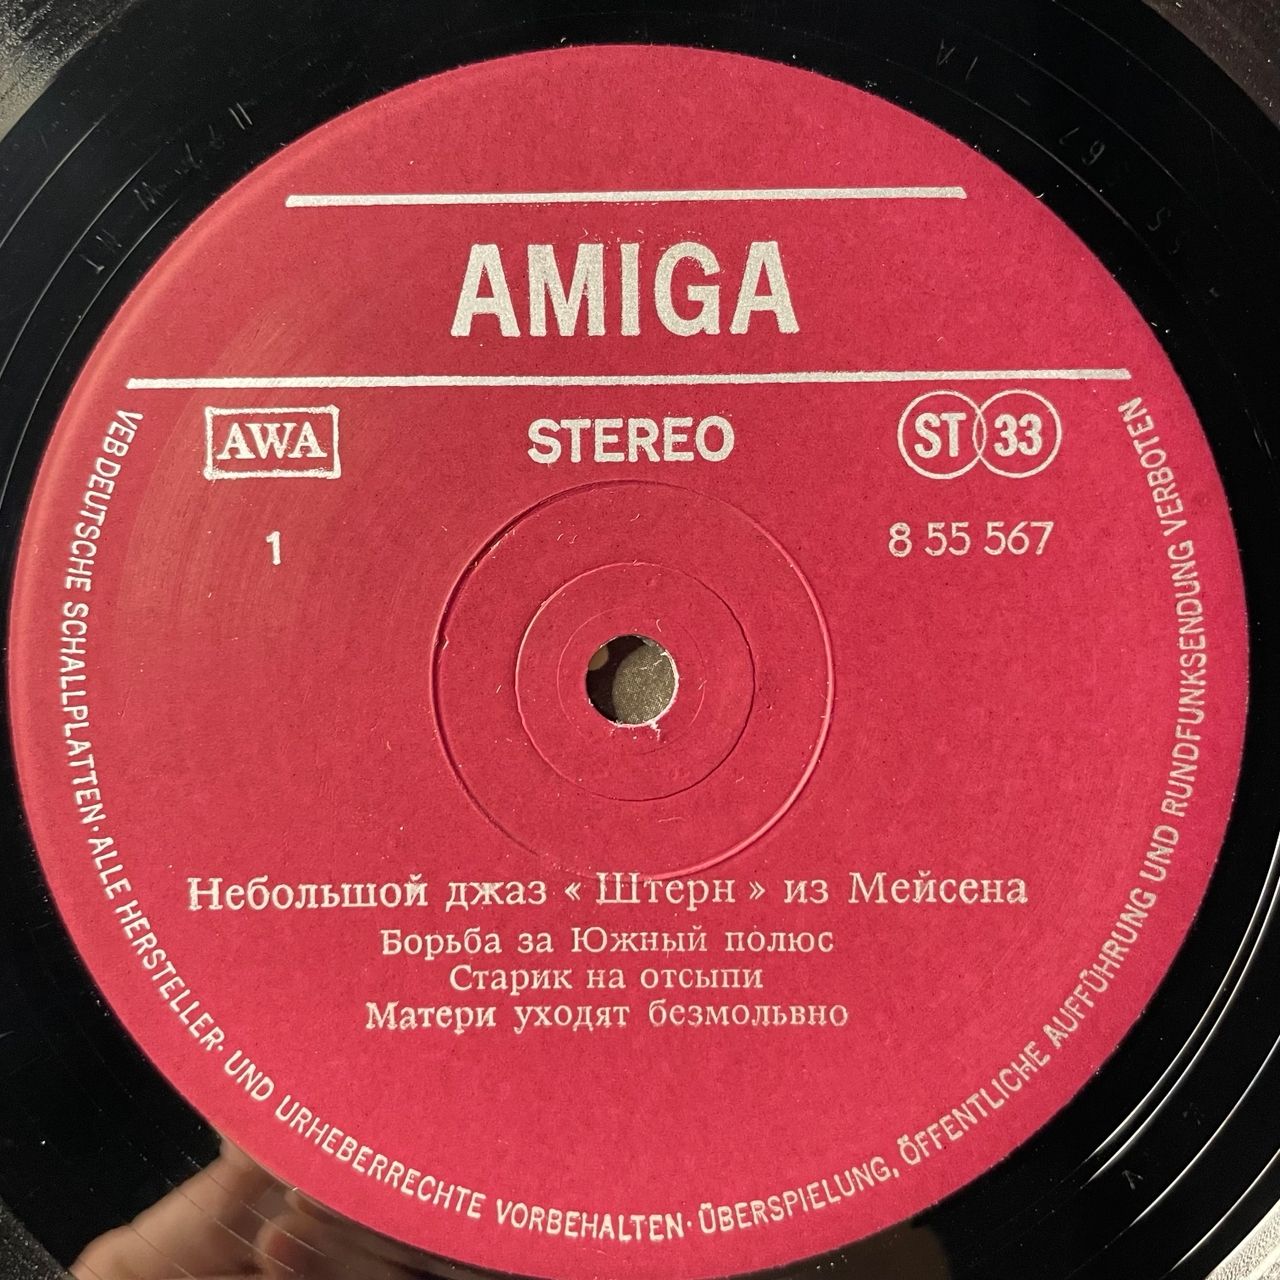 AMIGA
AWA
STEREO
ST 33
1
8 55 567
Небольшой джаз « Штерн » из Мейсена
Борьба за Южный полюс
Старик на отсыпи
Матери уходят безмольвно
VEB DEUTSCHE SCHALLPLATTEN · ALLE HERSTELLER- UND URHEBERRECHTE VORBEHALTEN · ÜBERSPIELUNG, ÖFFENTLICHE AUFFÜHRUNG UND RUNDFUNKSENDUNG VERBOTEN